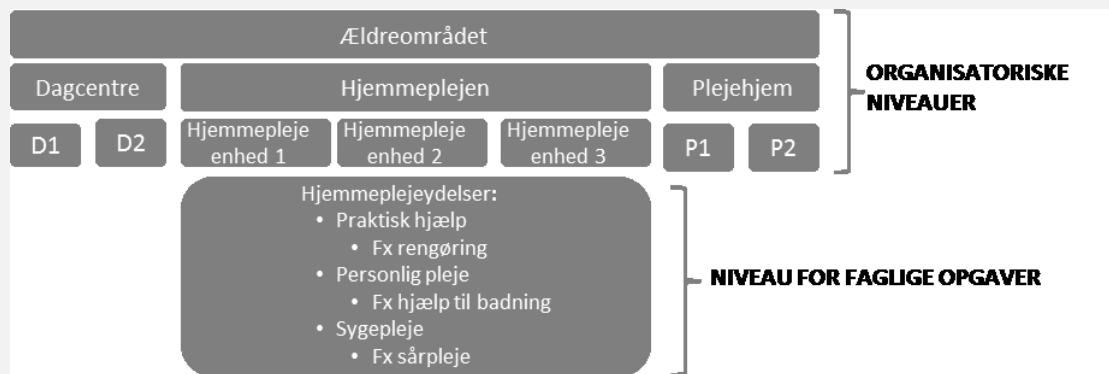 Ældreområdet
Dagcentre
Hjemmeplejen
Plejehjem
ORGANISATORISKE
NIVEAUER
D1
D2
Hjemmepleje
enhed 1
Hjemmepleje
enhed 2
Hjemmepleje
enhed 3
P1
P2
Hjemmeplejeydelser:
• Praktisk hjælp
• Fx rengøring
• Personlig pleje
• Fx hjælp til badning
• Sygepleje
• Fx sårpleje
NIVEAU FOR FAGLIGE OPGAVER